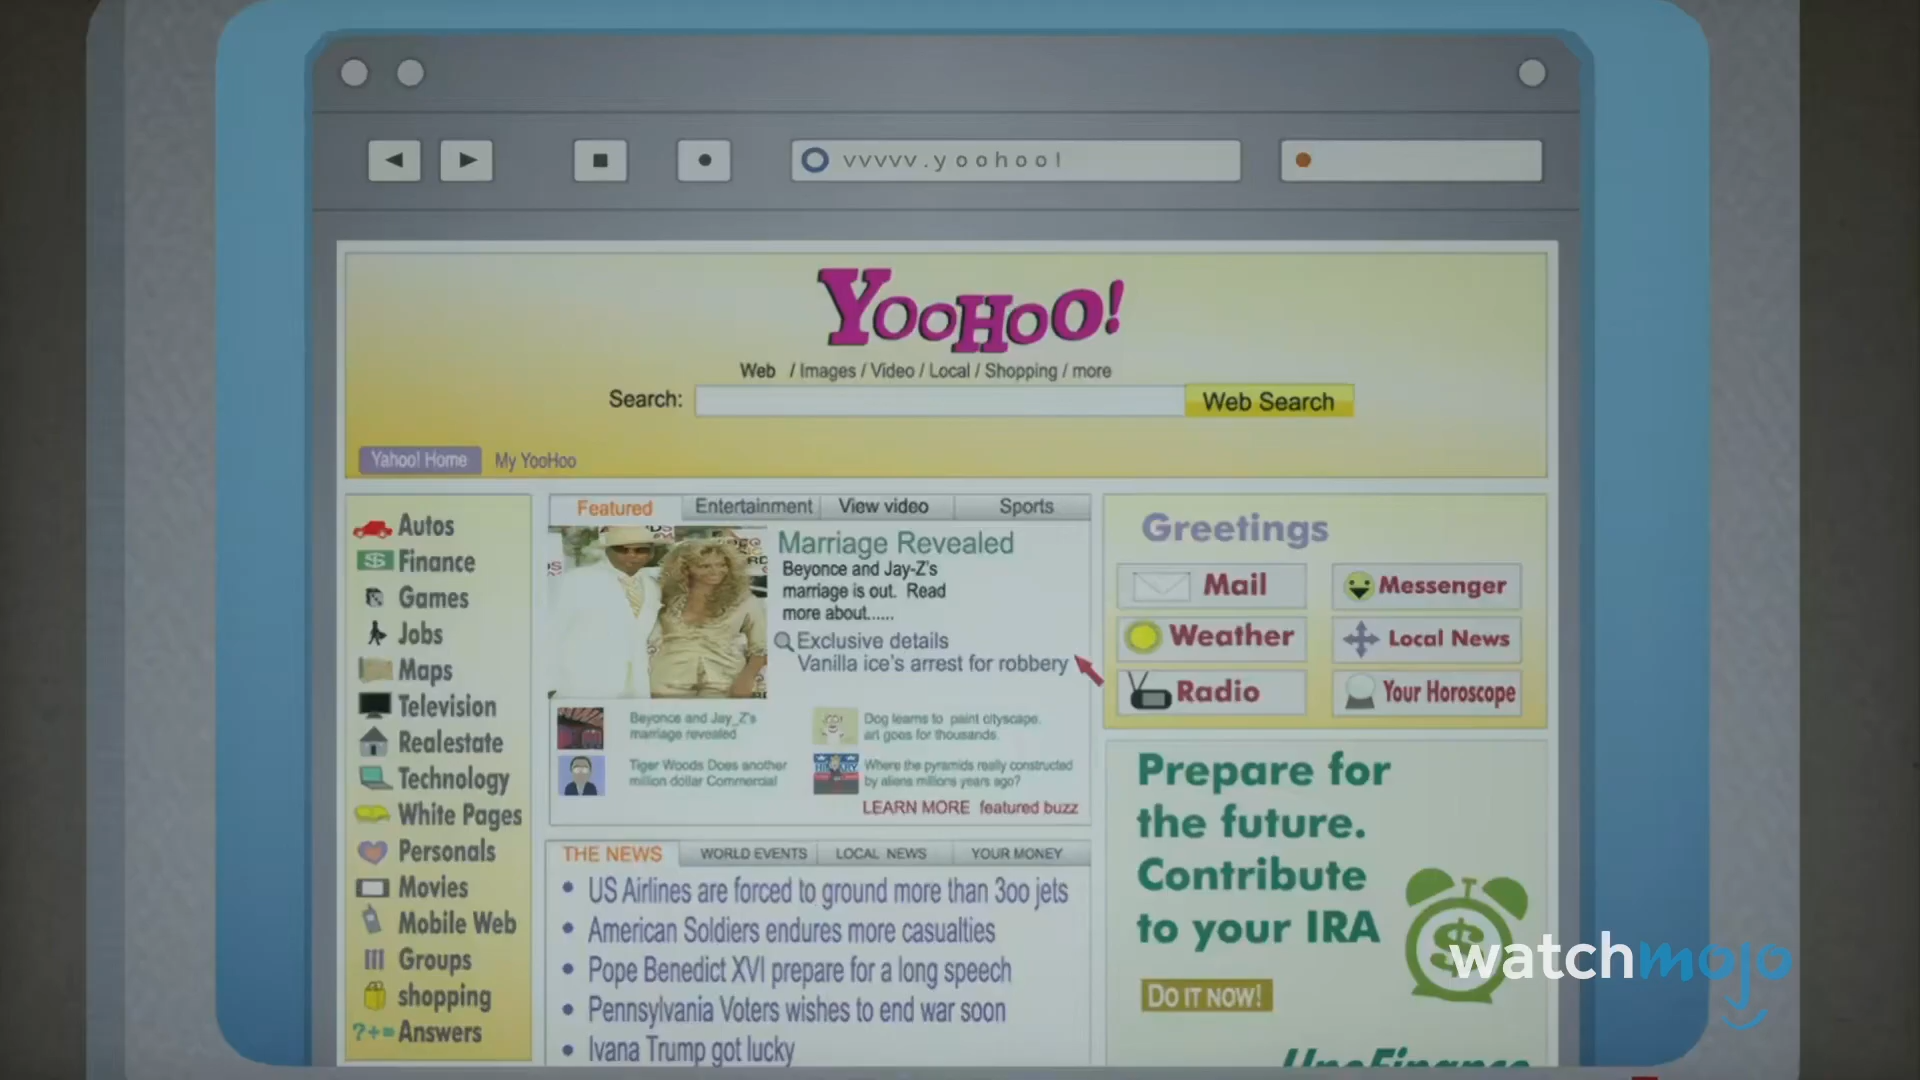 vvvvv.yoohoo!
YooHoo!
Web / Images / Video / Local / Shopping / more
Search:
Web Search
Yahoo! Home
My YooHoo
Autos
Finance
Games
Jobs
Maps
Television
Realestate
Technology
White Pages
Personals
Movies
Mobile Web
Groups
shopping
?+= Answers
Featured
Entertainment
View video
Sports
Marriage Revealed
Beyonce and Jay-Z's
marriage is out. Read
more about......
Exclusive details
Vanilla ice's arrest for robbery
Beyonce and Jay_Z's
marriage revealed
Dog learns to paint cityscape.
art goes for thousands.
Tiger Woods Does another
million dollar Commercial
Where the pyramids really constructed
by aliens millions years ago?
LEARN MORE featured buzz
THE NEWS
WORLD EVENTS
LOCAL NEWS
YOUR MONEY
• US Airlines are forced to ground more than 3oo jets
• American Soldiers endures more casualties
• Pope Benedict XVI prepare for a long speech
• Pennsylvania Voters wishes to end war soon
• Ivana Trump got lucky
Greetings
Mail
Messenger
Weather
Local News
Radio
Your Horoscope
Prepare for
the future.
Contribute
to your IRA
$
DO IT NOW!
watchmojo